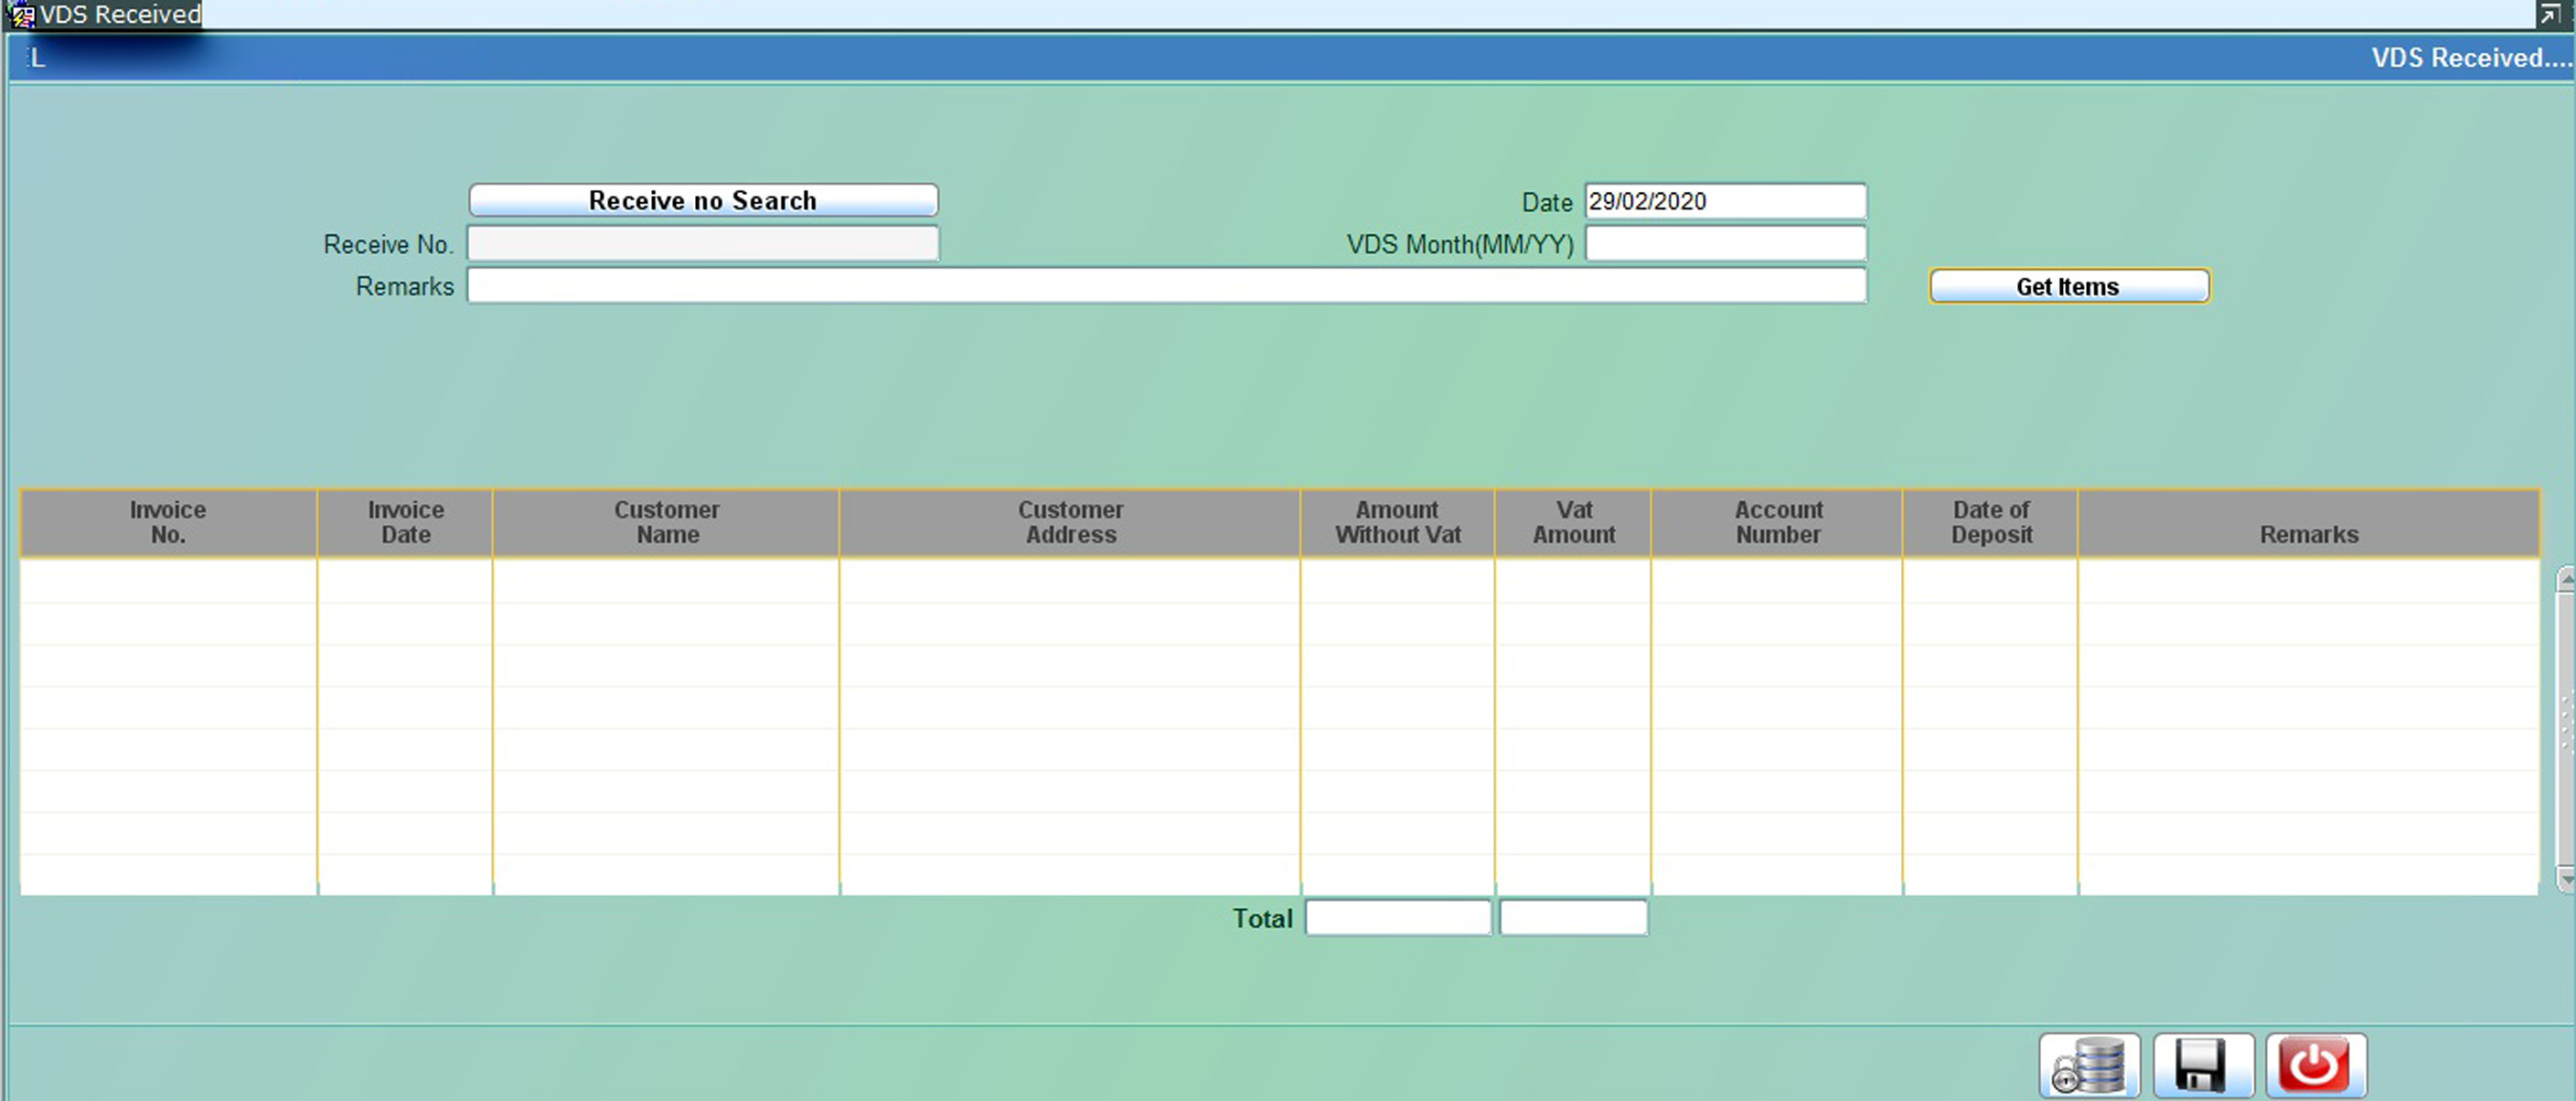 VDS Received
EL
VDS Received....
Receive no Search
Date 29/02/2020
Receive No.
VDS Month(MM/YY)
Remarks
Get Items
Invoice No.
Invoice Date
Customer Name
Customer Address
Amount Without Vat
Vat Amount
Account Number
Date of Deposit
Remarks
Total